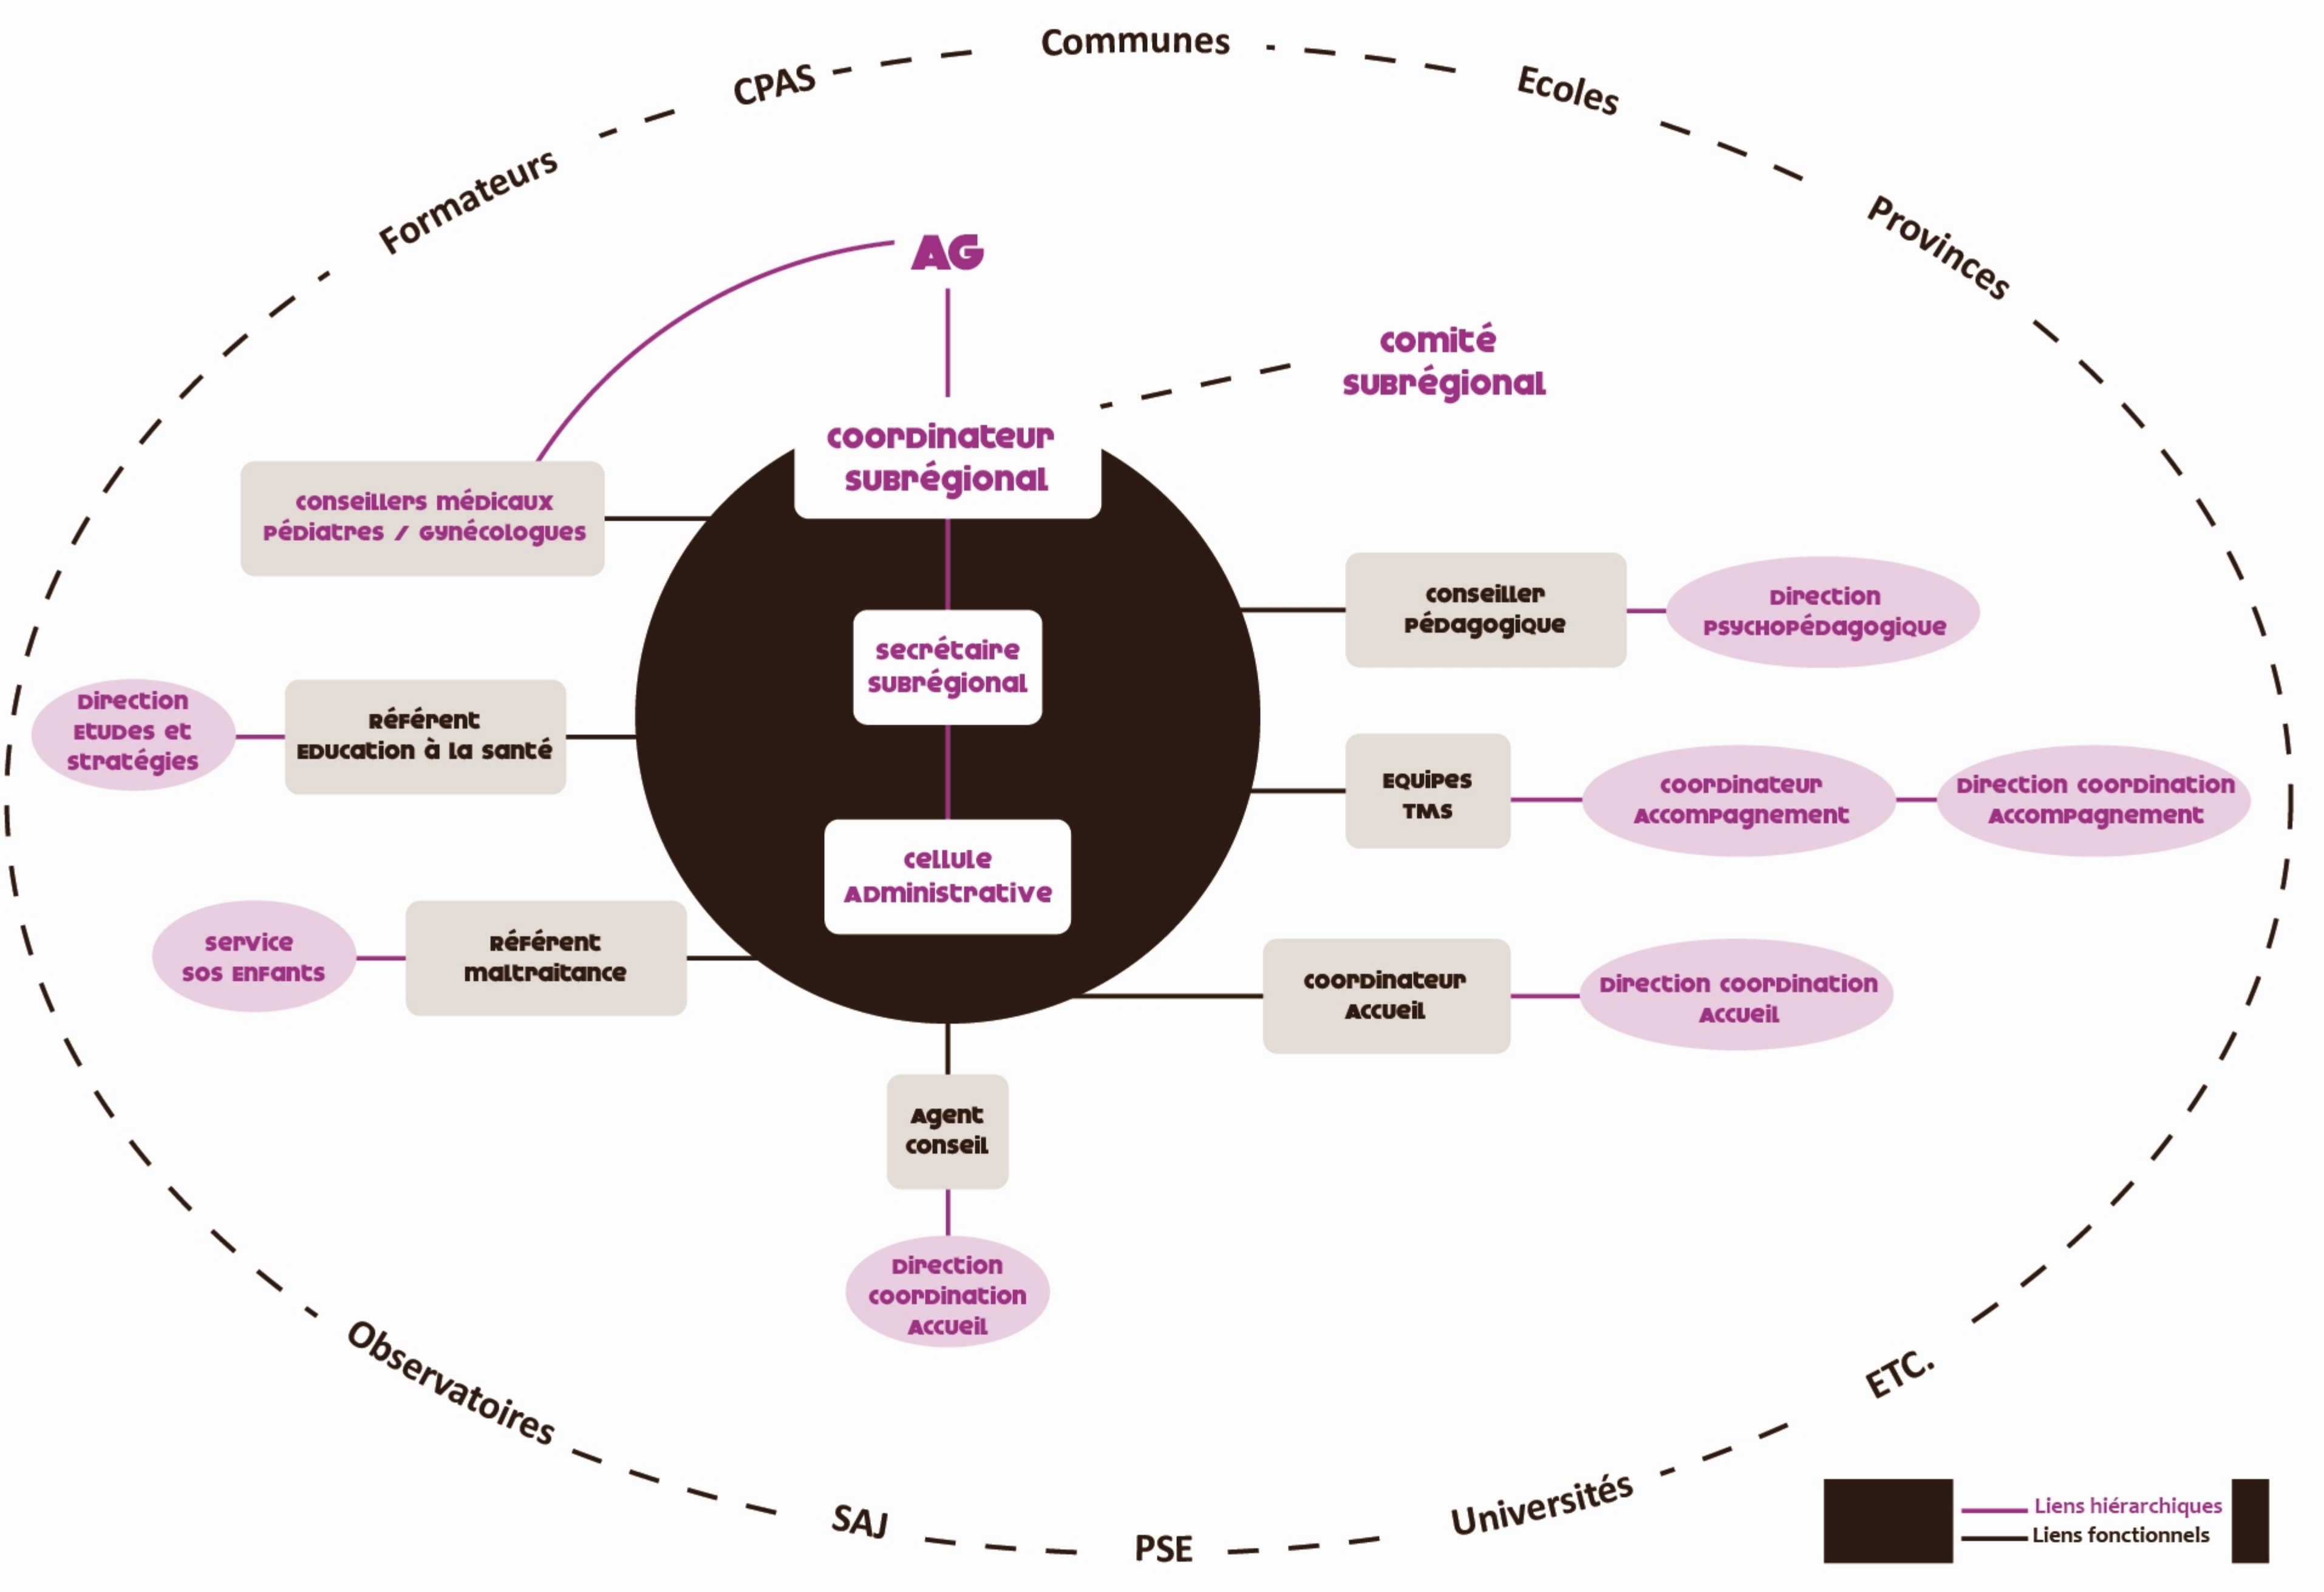 Communes
CPAS
Ecoles
Formateurs
Provinces
AG
comité
subrégional
coordinateur
subrégional
conseillers médicaux
pédiatres / gynécologues
conseiller
pédagogique
Direction
psychopédagogique
secrétaire
subrégional
Direction
Etudes et
stratégies
Référent
Education à la santé
Equipes
TMS
coordinateur
Accompagnement
Direction coordination
Accompagnement
cellule
Administrative
service
sos Enfants
Référent
maltraitance
coordinateur
Accueil
Direction coordination
Accueil
Agent
conseil
Direction
coordination
Accueil
Observatoires
ETC.
SAJ
PSE
Universités
Liens hiérarchiques
Liens fonctionnels